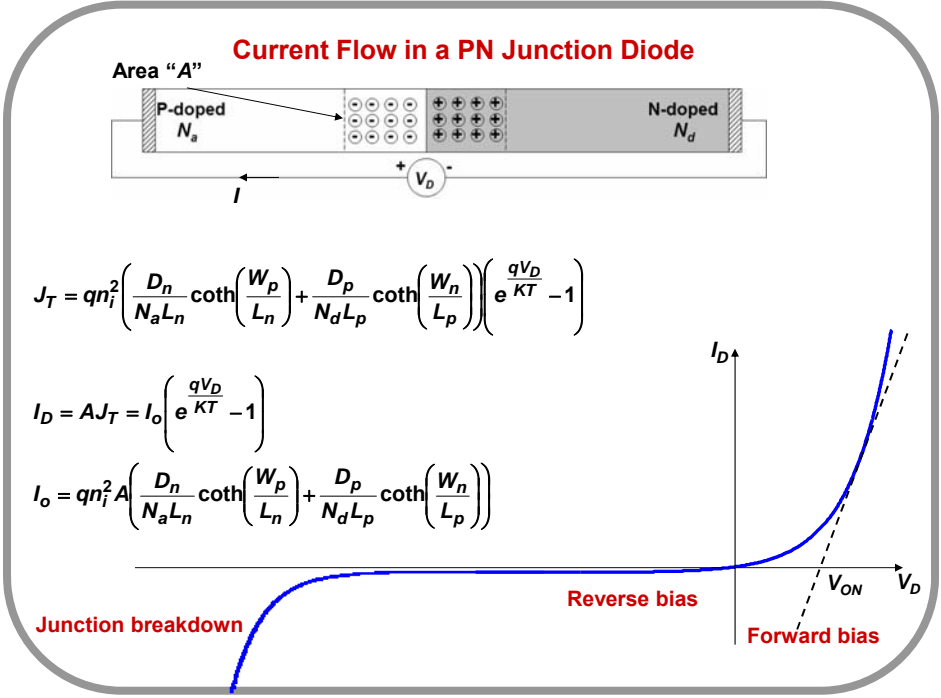 Current Flow in a PN Junction Diode
Area “A”
P-doped
Nₐ
N-doped
N_d
- - - -
- - - -
- - - -
+ + + +
+ + + +
+ + + +
+ V_D -
I
J_T = qn_i^2 ( D_n / (N_a L_n) coth( W_p / L_n ) + D_p / (N_d L_p) coth( W_n / L_p ) ) ( e^(qV_D / KT) – 1 )
I_D = AJ_T = I_o ( e^(qV_D / KT) – 1 )
I_o = qn_i^2 A ( D_n / (N_a L_n) coth( W_p / L_n ) + D_p / (N_d L_p) coth( W_n / L_p ) )
I_D
V_ON
V_D
Reverse bias
Junction breakdown
Forward bias